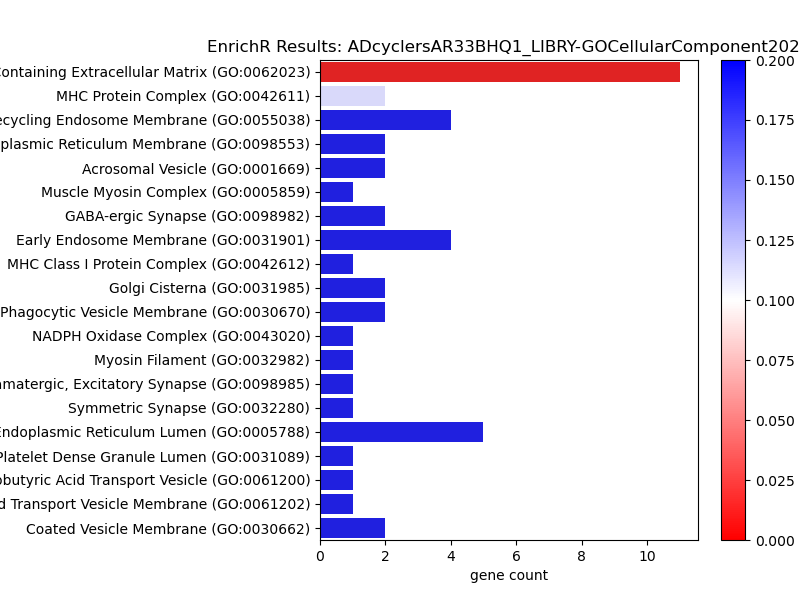 EnrichR Results: ADcyclersAR33BHQ1_LIBRY-GOCellularComponent202
Containing Extracellular Matrix (GO:0062023)
MHC Protein Complex (GO:0042611)
ecycling Endosome Membrane (GO:0055038)
plasmic Reticulum Membrane (GO:0098553)
Acrosomal Vesicle (GO:0001669)
Muscle Myosin Complex (GO:0005859)
GABA-ergic Synapse (GO:0098982)
Early Endosome Membrane (GO:0031901)
MHC Class I Protein Complex (GO:0042612)
Golgi Cisterna (GO:0031985)
Phagocytic Vesicle Membrane (GO:0030670)
NADPH Oxidase Complex (GO:0043020)
Myosin Filament (GO:0032982)
amatergic, Excitatory Synapse (GO:0098985)
Symmetric Synapse (GO:0032280)
Endoplasmic Reticulum Lumen (GO:0005788)
Platelet Dense Granule Lumen (GO:0031089)
obutyric Acid Transport Vesicle (GO:0061200)
d Transport Vesicle Membrane (GO:0061202)
Coated Vesicle Membrane (GO:0030662)
0 2 4 6 8 10
gene count
0.200
0.175
0.150
0.125
0.100
0.075
0.050
0.025
0.000